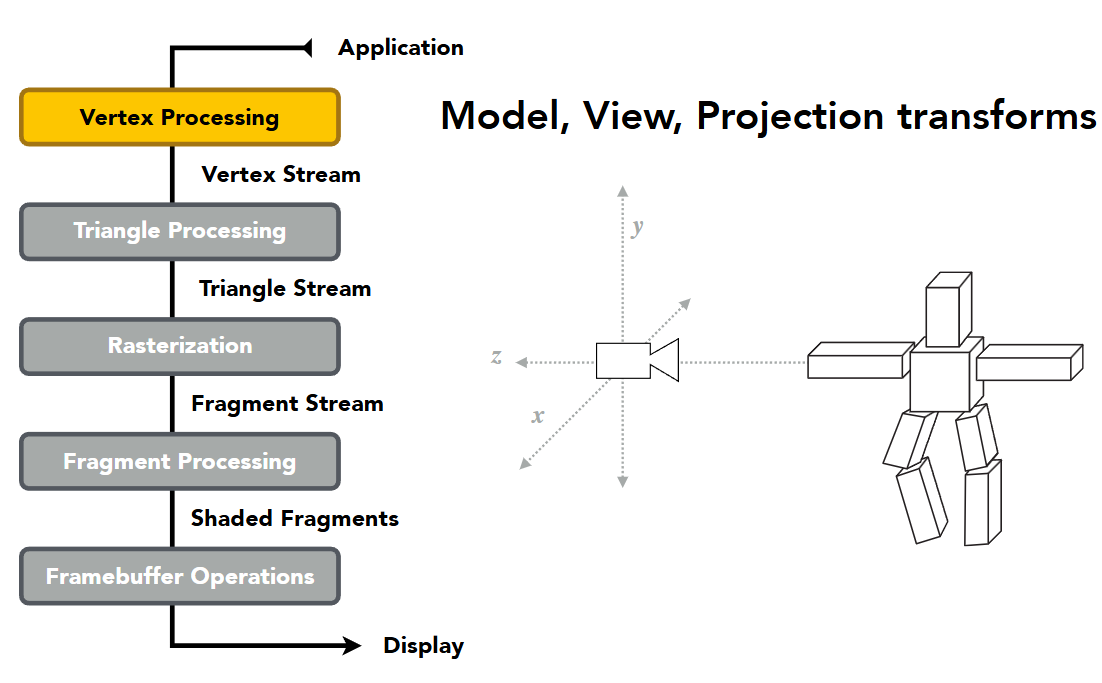 Application
Vertex Processing
Model, View, Projection transforms
Vertex Stream
Triangle Processing
Triangle Stream
Rasterization
Fragment Stream
Fragment Processing
Shaded Fragments
Framebuffer Operations
Display
y
z
x